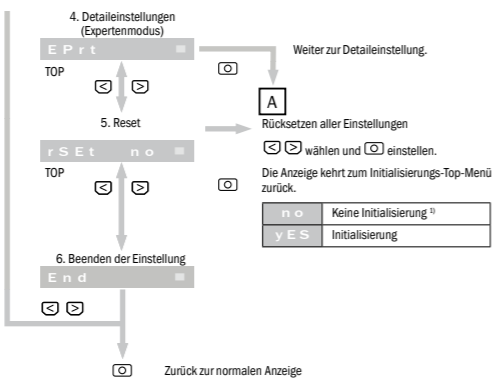 4. Detaileinstellungen
(Expertenmodus)
EPrt
Weiter zur Detaileinstellung.
TOP
A
5. Reset
Rücksetzen aller Einstellungen
rSEt no
wählen und einstellen.
TOP
Die Anzeige kehrt zum Initialisierungs-Top-Menü
zurück.
no Keine Initialisierung 1)
yES Initialisierung
6. Beenden der Einstellung
End
Zurück zur normalen Anzeige